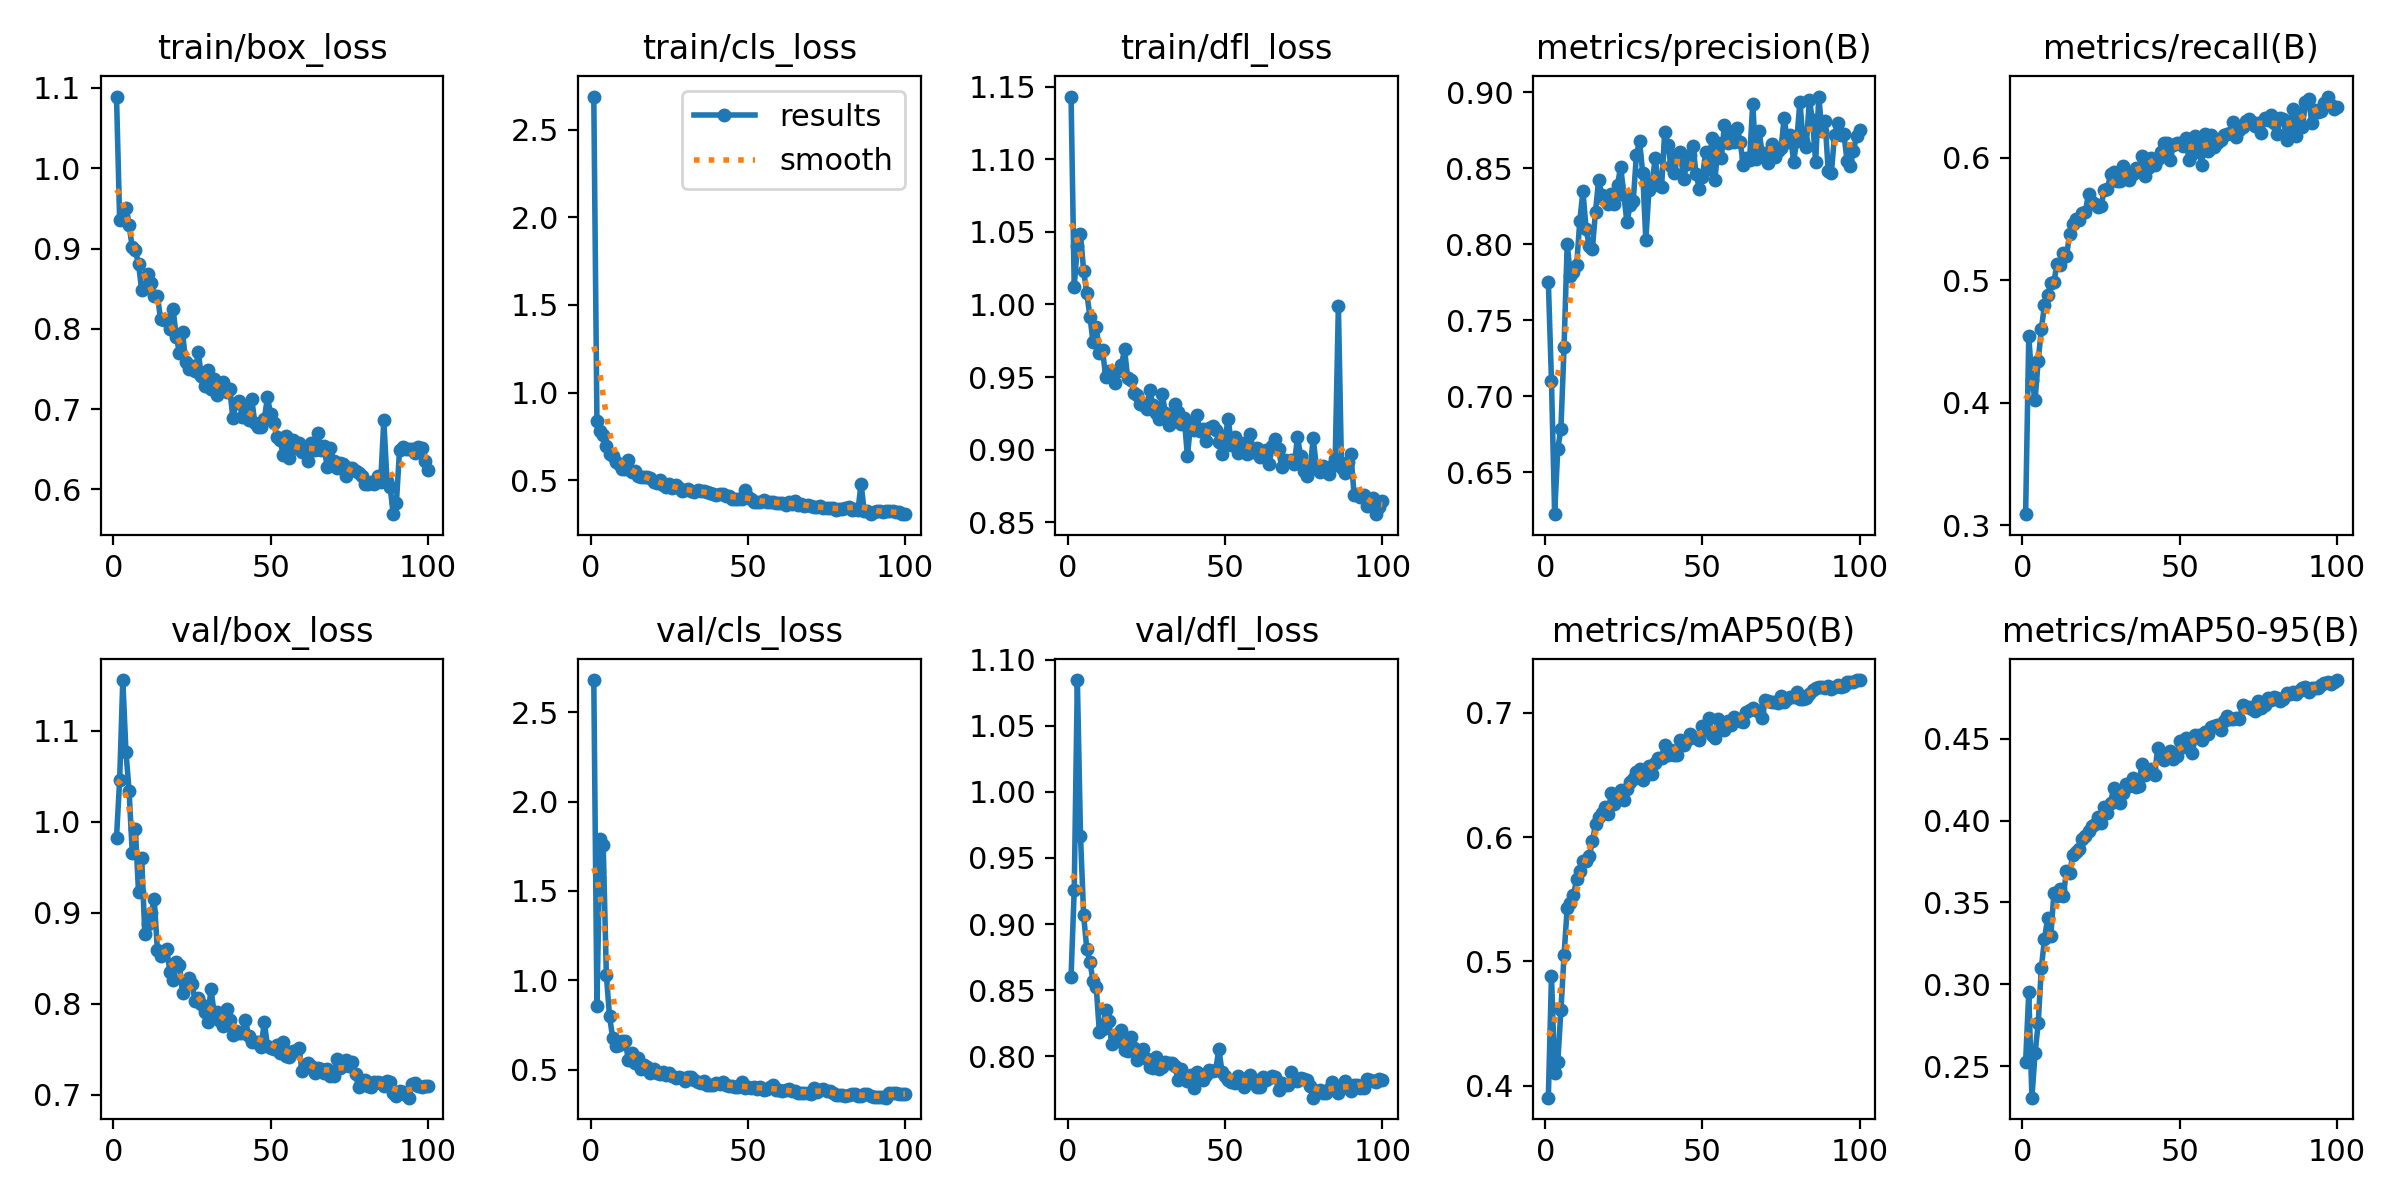 train/box_loss
1.1
1.0
0.9
0.8
0.7
0.6
0 50 100
train/cls_loss
results
smooth
2.5
2.0
1.5
1.0
0.5
0 50 100
train/dfl_loss
1.15
1.10
1.05
1.00
0.95
0.90
0.85
0 50 100
metrics/precision(B)
0.90
0.85
0.80
0.75
0.70
0.65
0 50 100
metrics/recall(B)
0.6
0.5
0.4
0.3
0 50 100
val/box_loss
1.1
1.0
0.9
0.8
0.7
0 50 100
val/cls_loss
2.5
2.0
1.5
1.0
0.5
0 50 100
val/dfl_loss
1.10
1.05
1.00
0.95
0.90
0.85
0.80
0 50 100
metrics/mAP50(B)
0.7
0.6
0.5
0.4
0 50 100
metrics/mAP50-95(B)
0.45
0.40
0.35
0.30
0.25
0 50 100